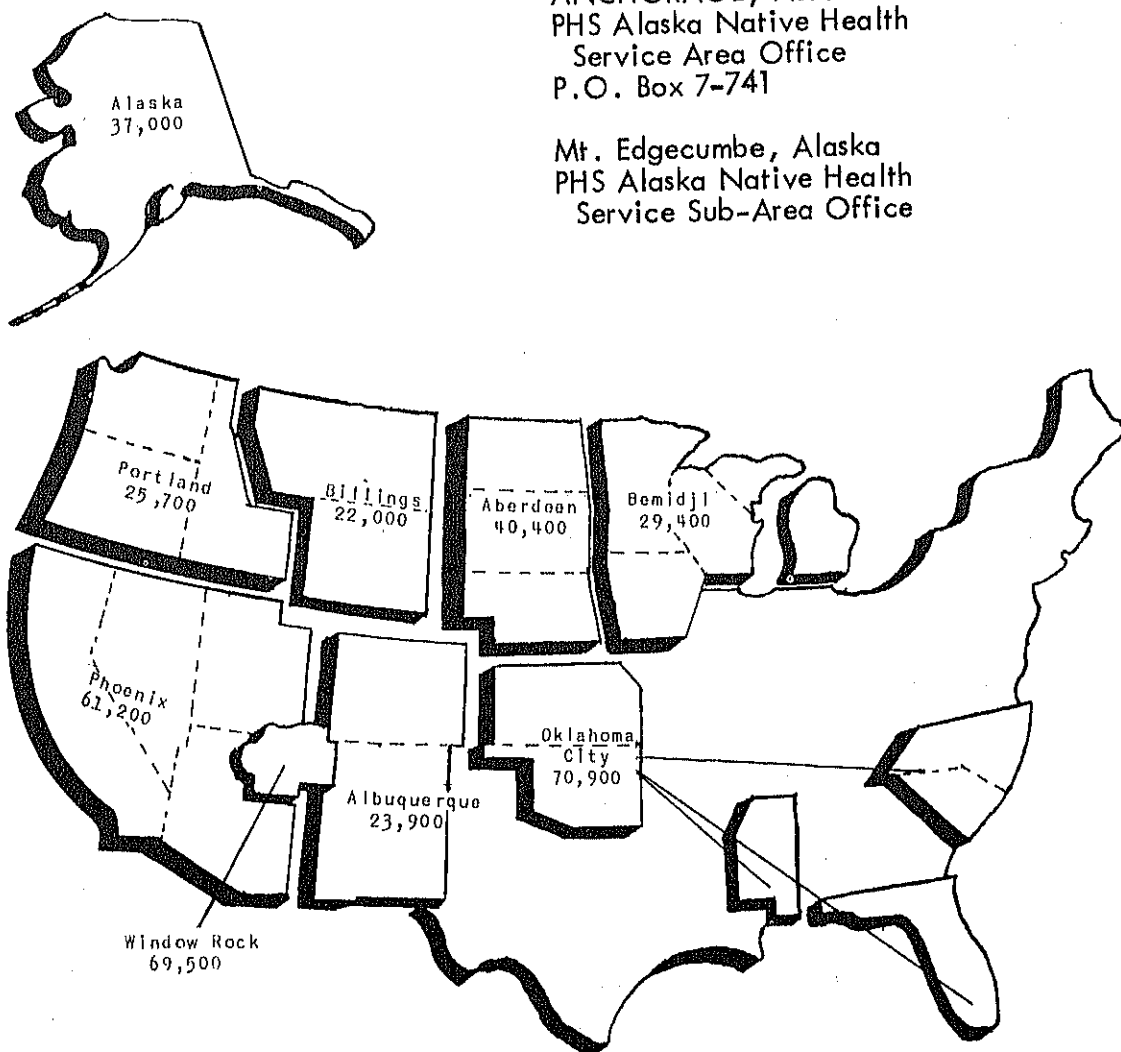 PHS Alaska Native Health
Service Area Office
P.O. Box 7-741
Mt. Edgecumbe, Alaska
PHS Alaska Native Health
Service Sub-Area Office
Alaska
37,000
Portland
25,700
Billings
22,000
Aberdeen
40,400
Bemidji
29,400
Phoenix
61,200
Oklahoma
City
70,900
Albuquerque
23,900
Window Rock
69,500